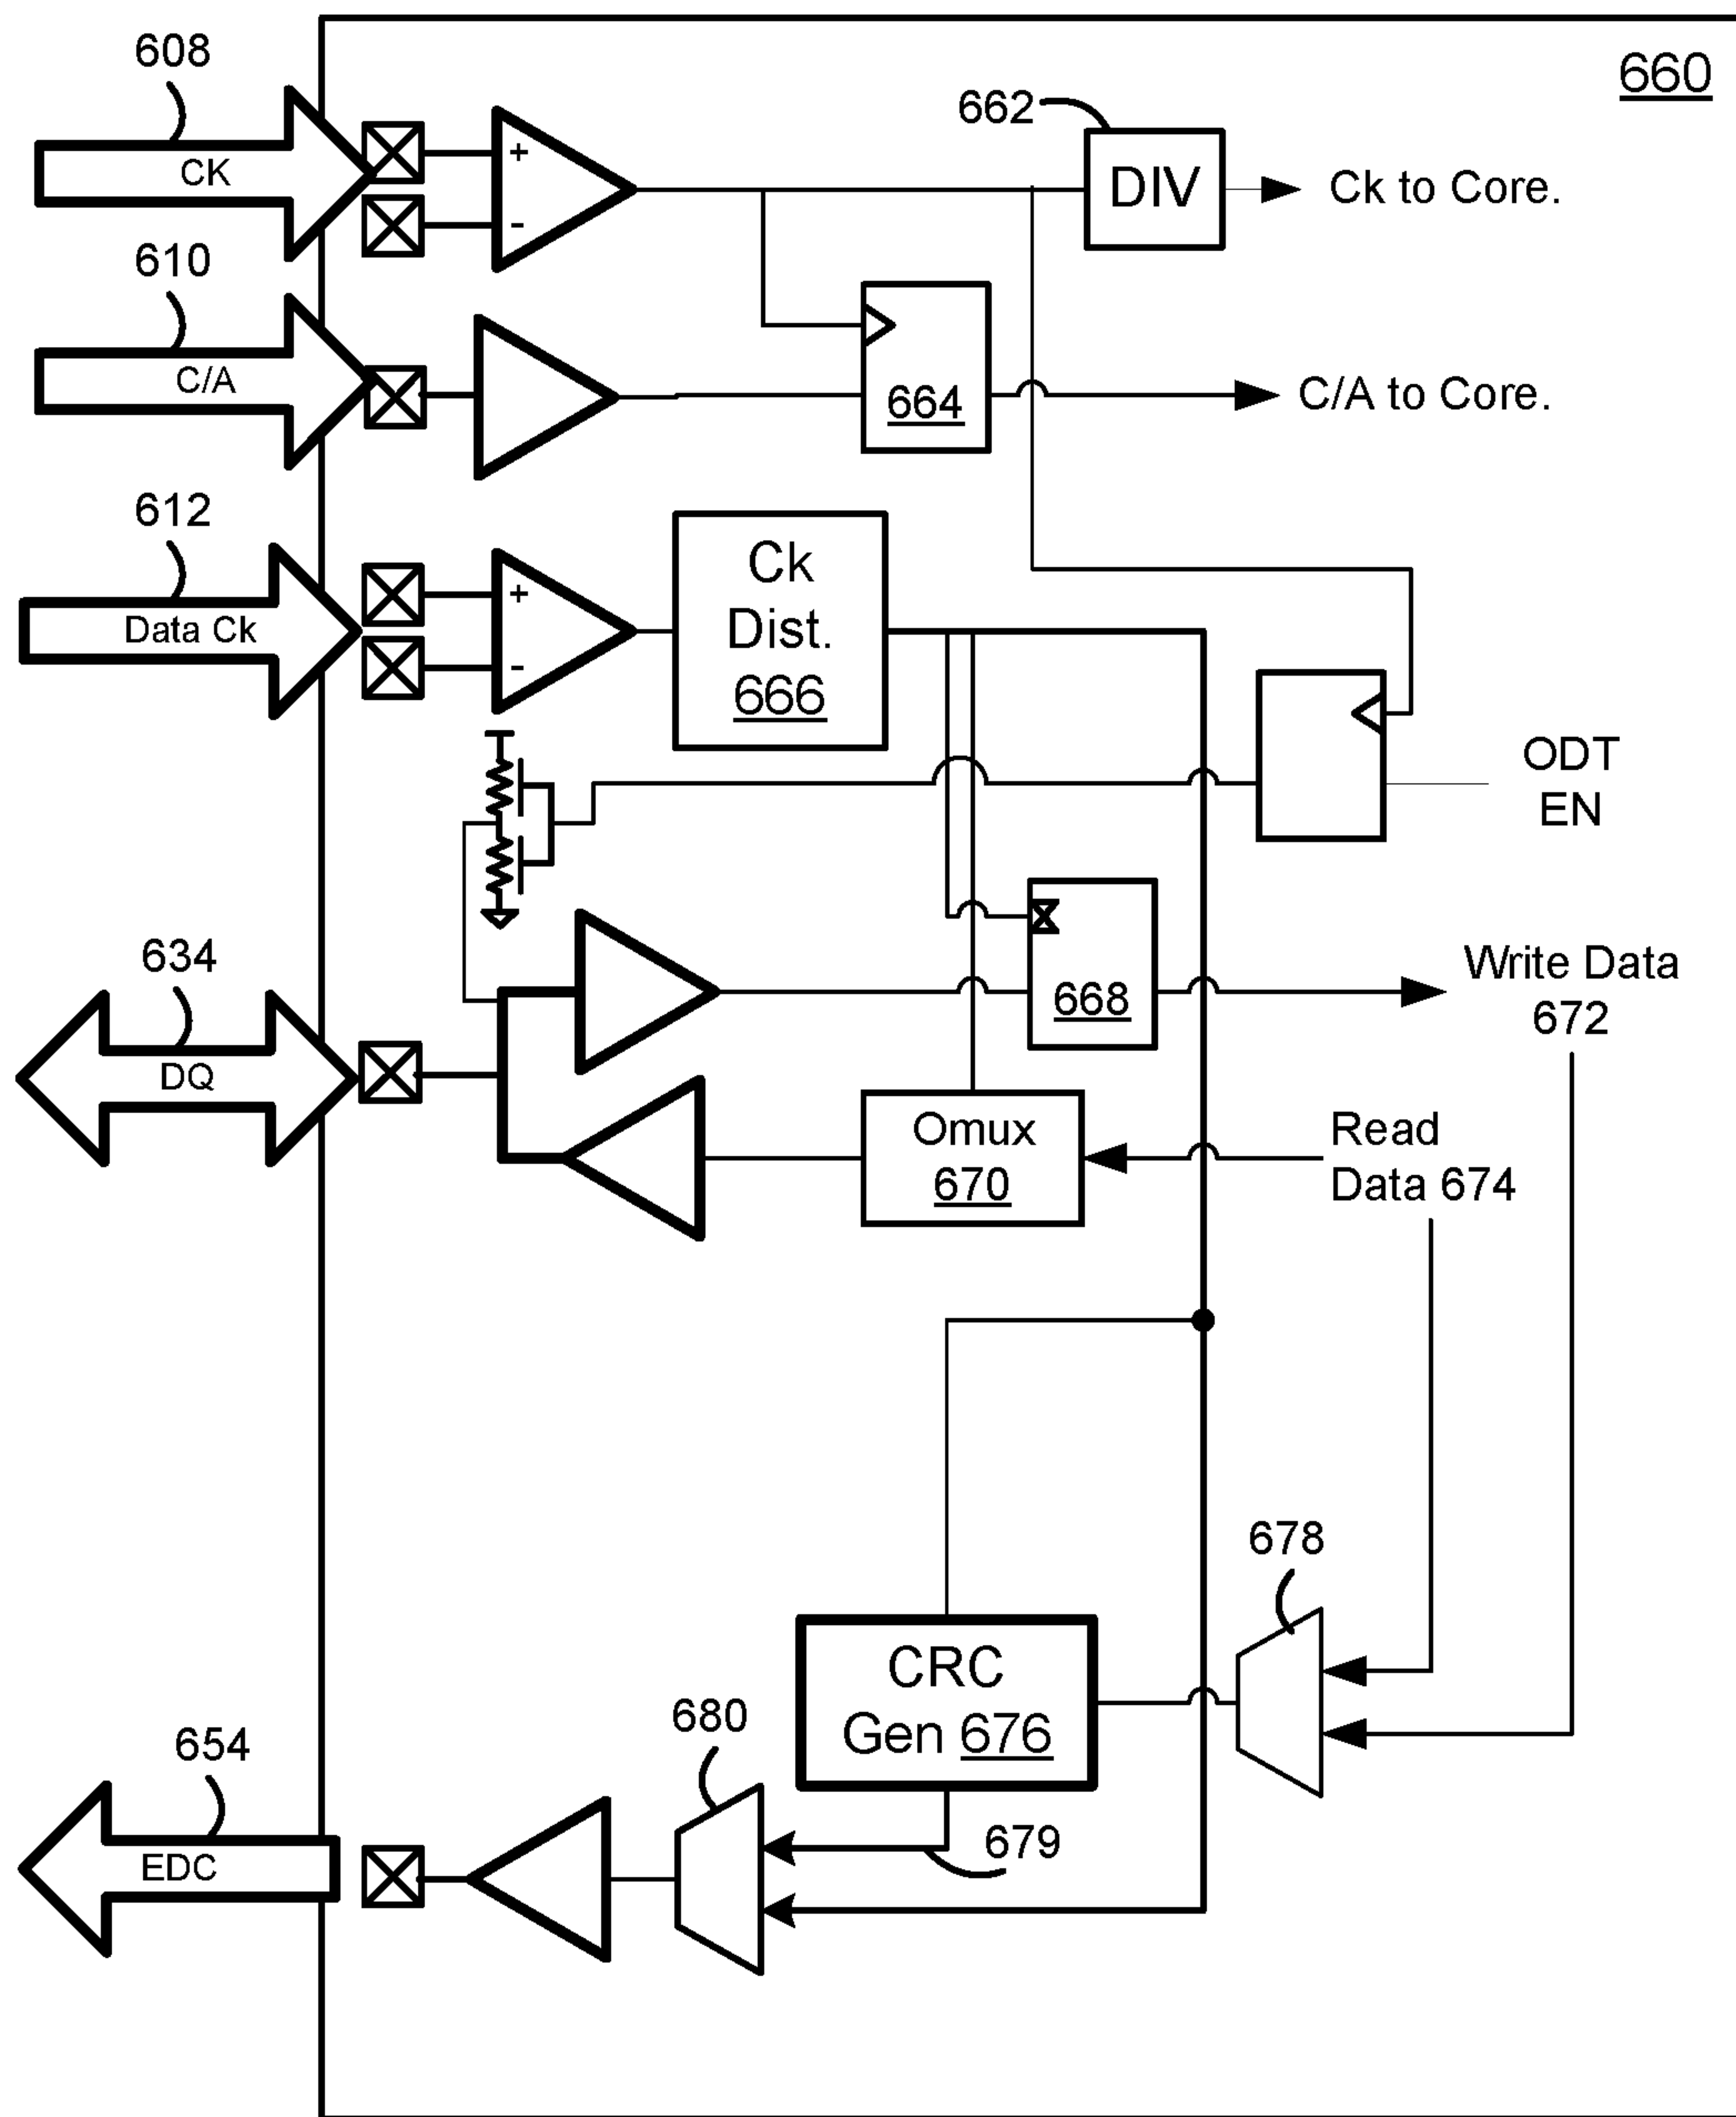 608
660
662
CK
+
-
DIV
Ck to Core.
610
C/A
664
C/A to Core.
612
Data Ck
+
-
Ck
Dist.
666
ODT
EN
634
DQ
668
Write Data
672
Omux
670
Read
Data 674
678
CRC
Gen 676
680
654
EDC
679